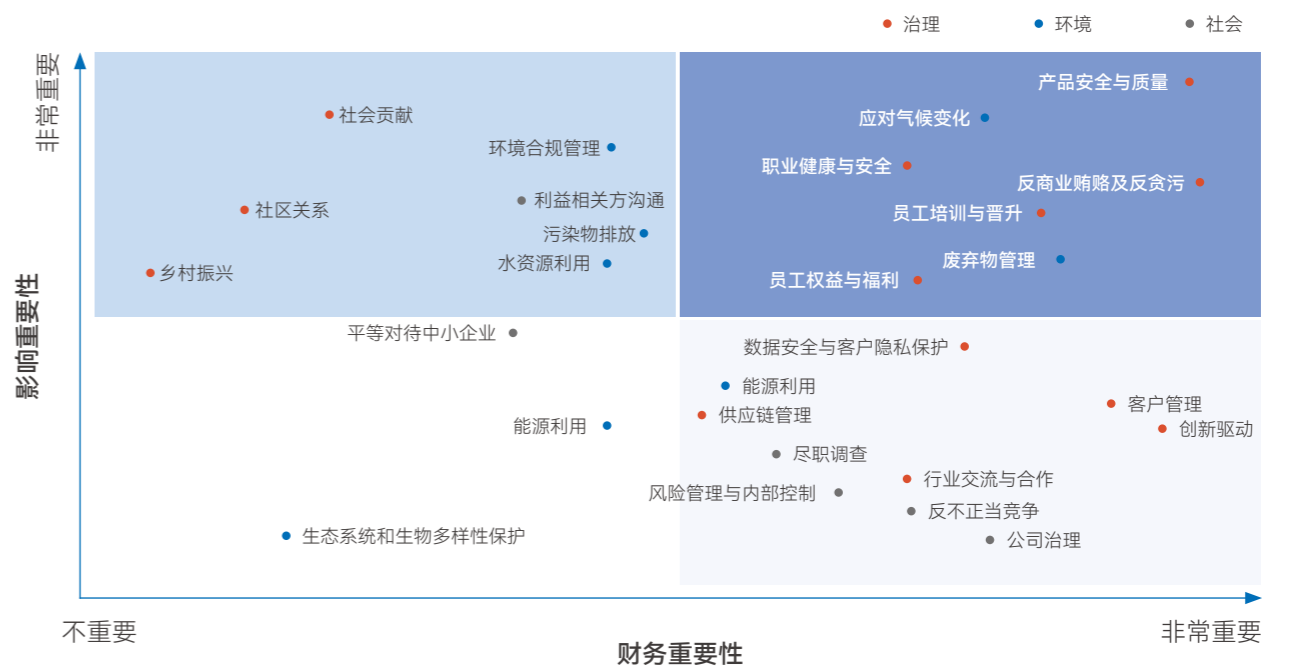 治理
环境
社会
非常重要
影响重要性
产品安全与质量
社会贡献
应对气候变化
环境合规管理
职业健康与安全
反商业贿赂及反贪污
利益相关方沟通
社区关系
员工培训与晋升
污染物排放
水资源利用
废弃物管理
乡村振兴
员工权益与福利
平等对待中小企业
数据安全与客户隐私保护
能源利用
客户管理
供应链管理
能源利用
创新驱动
尽职调查
行业交流与合作
风险管理与内部控制
反不正当竞争
生态系统和生物多样性保护
公司治理
不重要
非常重要
财务重要性